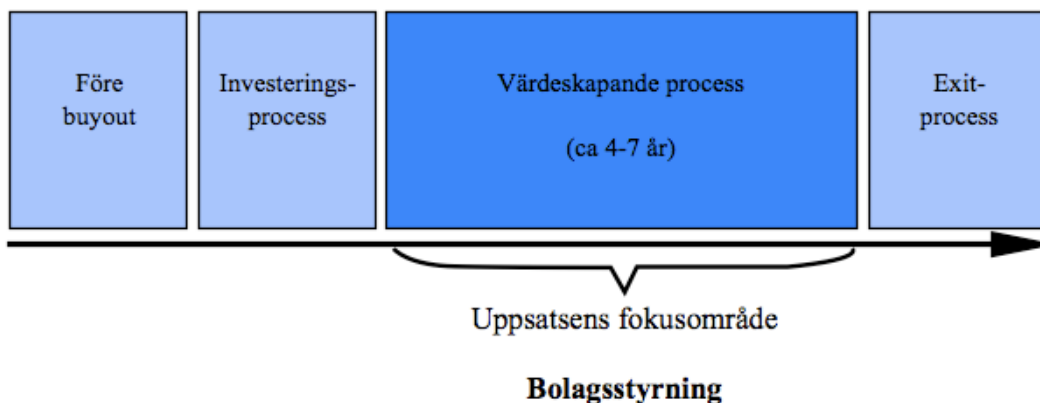 Före
buyout
Investerings-
process
Värdeskapande process
(ca 4-7 år)
Exit-
process
Uppsatsens fokusområde
Bolagsstyrning